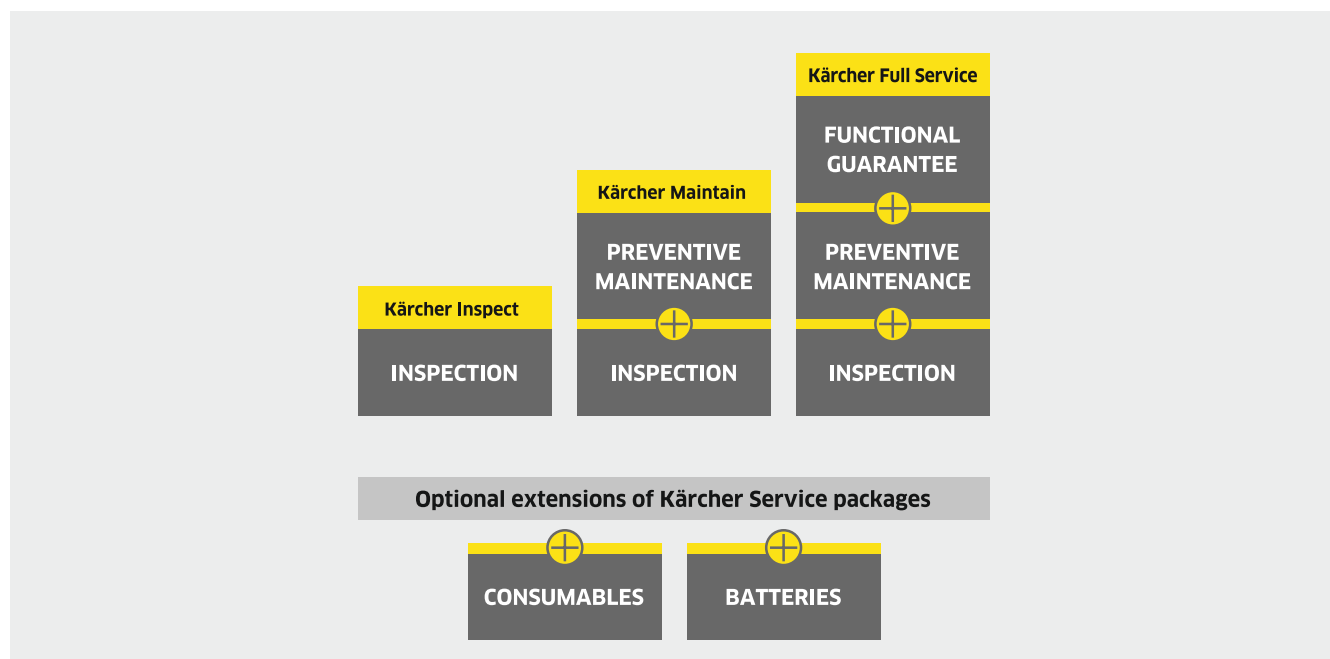 Kärcher Inspect
INSPECTION
Kärcher Maintain
PREVENTIVE
MAINTENANCE
INSPECTION
Kärcher Full Service
FUNCTIONAL
GUARANTEE
PREVENTIVE
MAINTENANCE
INSPECTION
Optional extensions of Kärcher Service packages
CONSUMABLES
BATTERIES